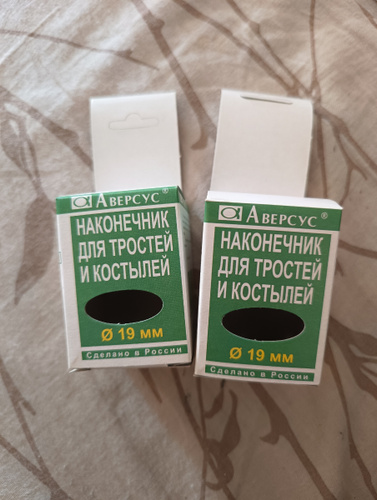 Аверсус®
НАКОНЕЧНИК
ДЛЯ ТРОСТЕЙ
И КОСТЫЛЕЙ
Ø 19 мм
Сделано в России
Аверсус®
НАКОНЕЧНИК
ДЛЯ ТРОСТЕЙ
И КОСТЫЛЕЙ
Ø 19 мм
Сделано в России